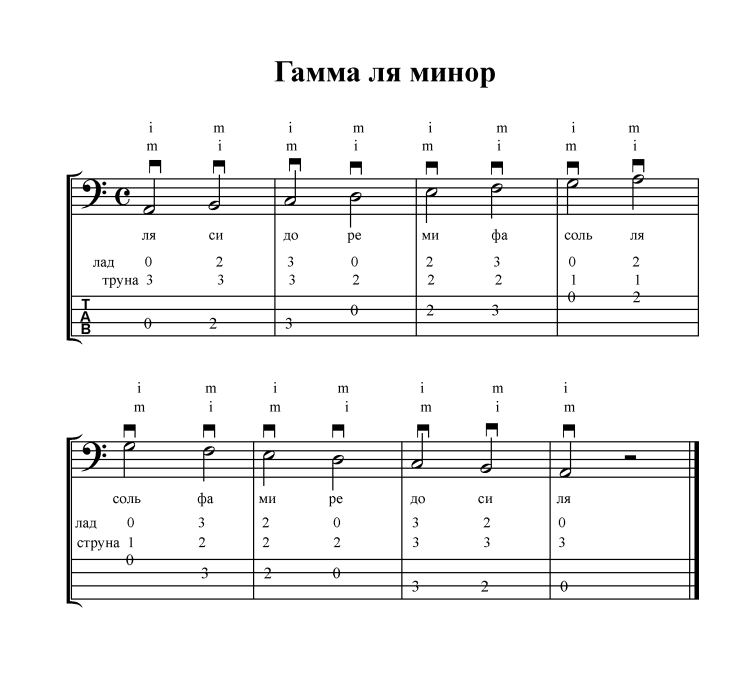 Гамма ля минор
i m i m i m i m
m i m i m i m i
ля си до ре ми фа соль ля
лад 0 2 3 0 2 3 0 2
труна 3 3 3 2 2 2 1 1
TAB 0 2 3 0 2 3 0 2
i m i m i m i
m i m i m i m
соль фа ми ре до си ля
лад 0 3 2 0 3 2 0
струна 1 2 2 2 3 3 3
0 3 2 0 3 2 0